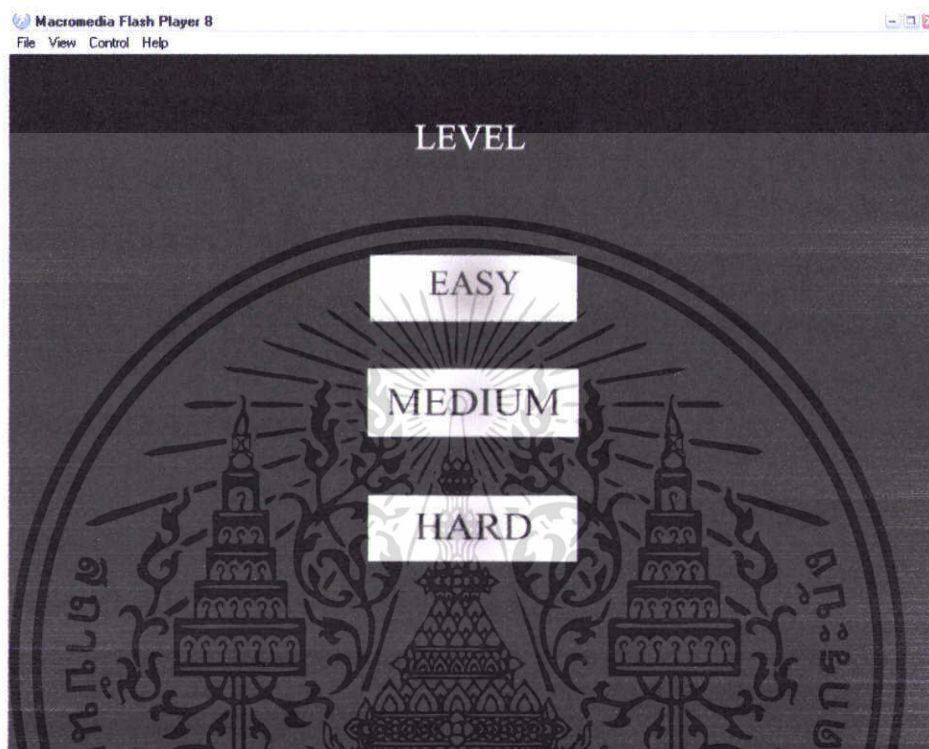 Macromedia Flash Player 8
File View Control Help
LEVEL
EASY
MEDIUM
HARD